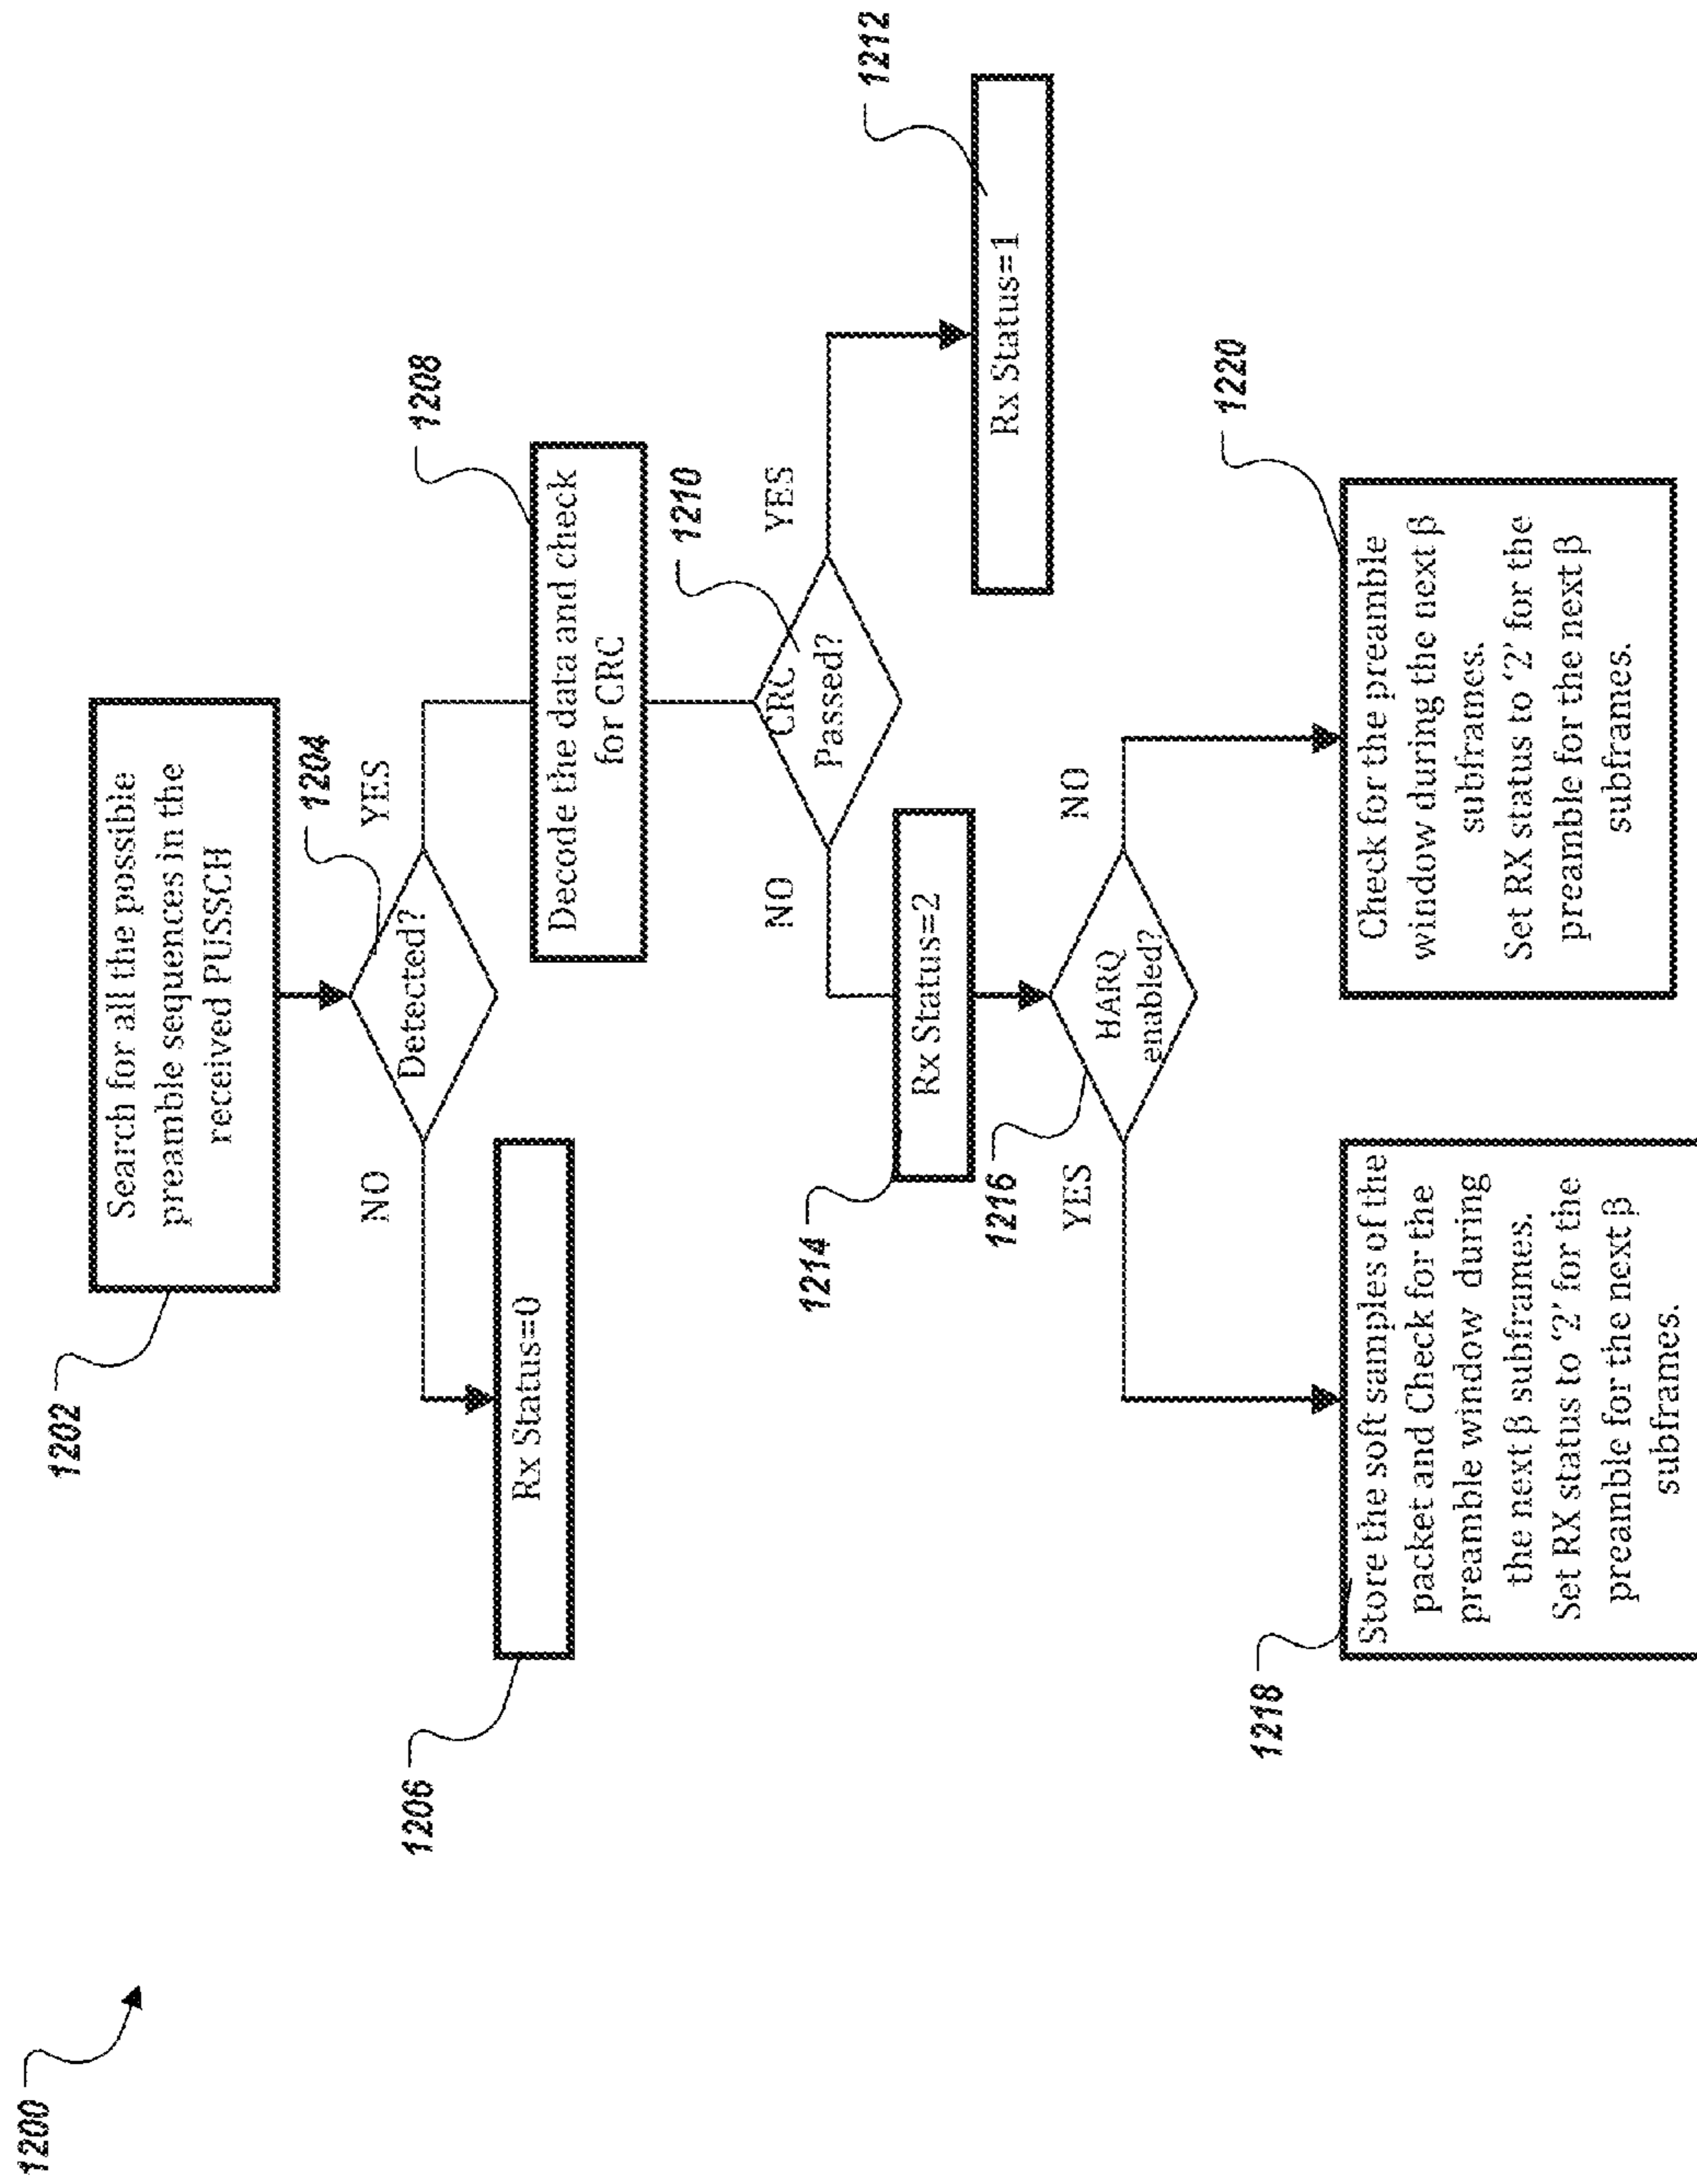 1200
1202
Search for all the possible
preamble sequences in the
received PUSSCH
1204
Detected?
NO
YES
1206
Rx Status=0
1208
Decode the data and check
for CRC
1210
CRC
Passed?
NO
YES
1212
Rx Status=1
1214
Rx Status=2
1216
HARQ
enabled?
YES
NO
1218
Store the soft samples of the
packet and Check for the
preamble window during
the next β subframes.
Set RX status to '2' for the
preamble for the next β
subframes.
1220
Check for the preamble
window during the next β
subframes.
Set RX status to '2' for the
preamble for the next β
subframes.